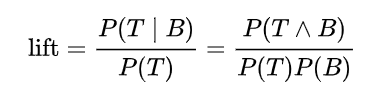 lift = P(T | B) / P(T) = P(T ∧ B) / P(T)P(B)